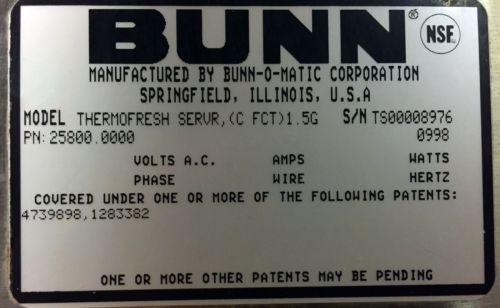 BUNN®
NSF
MANUFACTURED BY BUNN-O-MATIC CORPORATION
SPRINGFIELD, ILLINOIS, U.S.A
MODEL THERMOFRESH SERVR,(C FCT)1.5G S/N TS00008976
PN: 25800.0000 0998
VOLTS A.C. AMPS WATTS
PHASE WIRE HERTZ
COVERED UNDER ONE OR MORE OF THE FOLLOWING PATENTS:
4739898,1283382
ONE OR MORE OTHER PATENTS MAY BE PENDING